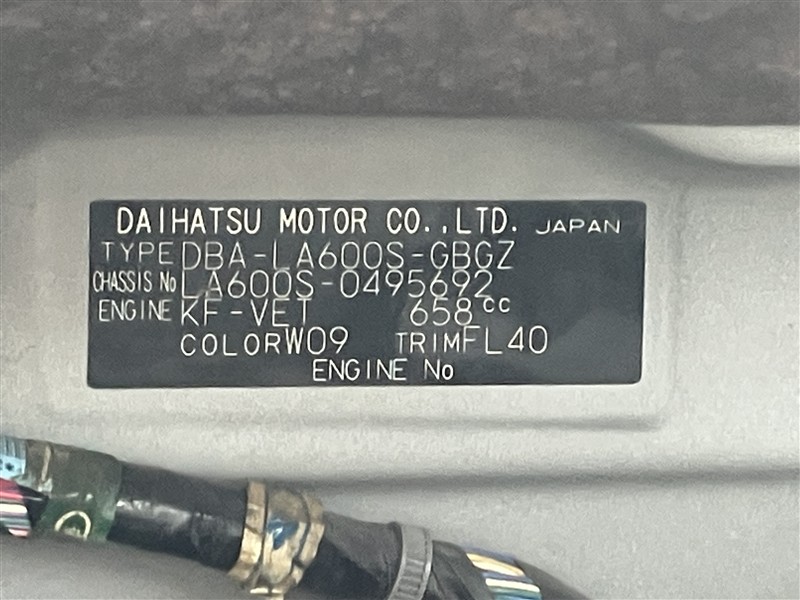 DAIHATSU MOTOR CO.,LTD. JAPAN
TYPE DBA-LA600S-GBGZ
CHASSIS No LA600S-0495692
ENGINE KF-VET 658cc
COLOR W09 TRIM FL40
ENGINE No